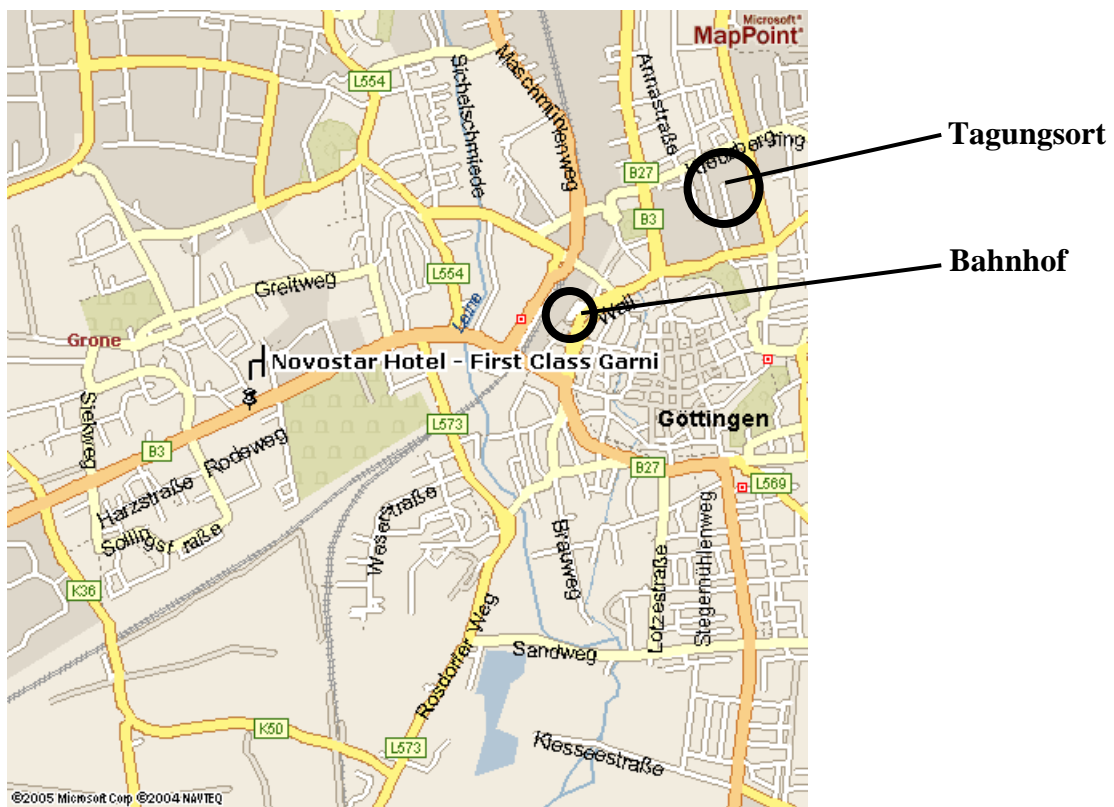 Microsoft®
MapPoint®
L554
Sichelschmiede
Maschmühlenweg
Annastraße
Kreuzbergring
Tagungsort
B27
B3
Bahnhof
L554
Greitweg
Leine
Wall
Grone
Novostar Hotel - First Class Garni
Göttingen
Siekweg
L573
B3
Rodeweg
B27
L569
Harzstraße
Sollingstraße
Weserstraße
Brauweg
Lotzestraße
Stegemühlenweg
K36
Rosdorfer Weg
Sandweg
K50
L573
Kiesseestraße
©2005 Microsoft Corp ©2004 NAVTEQ